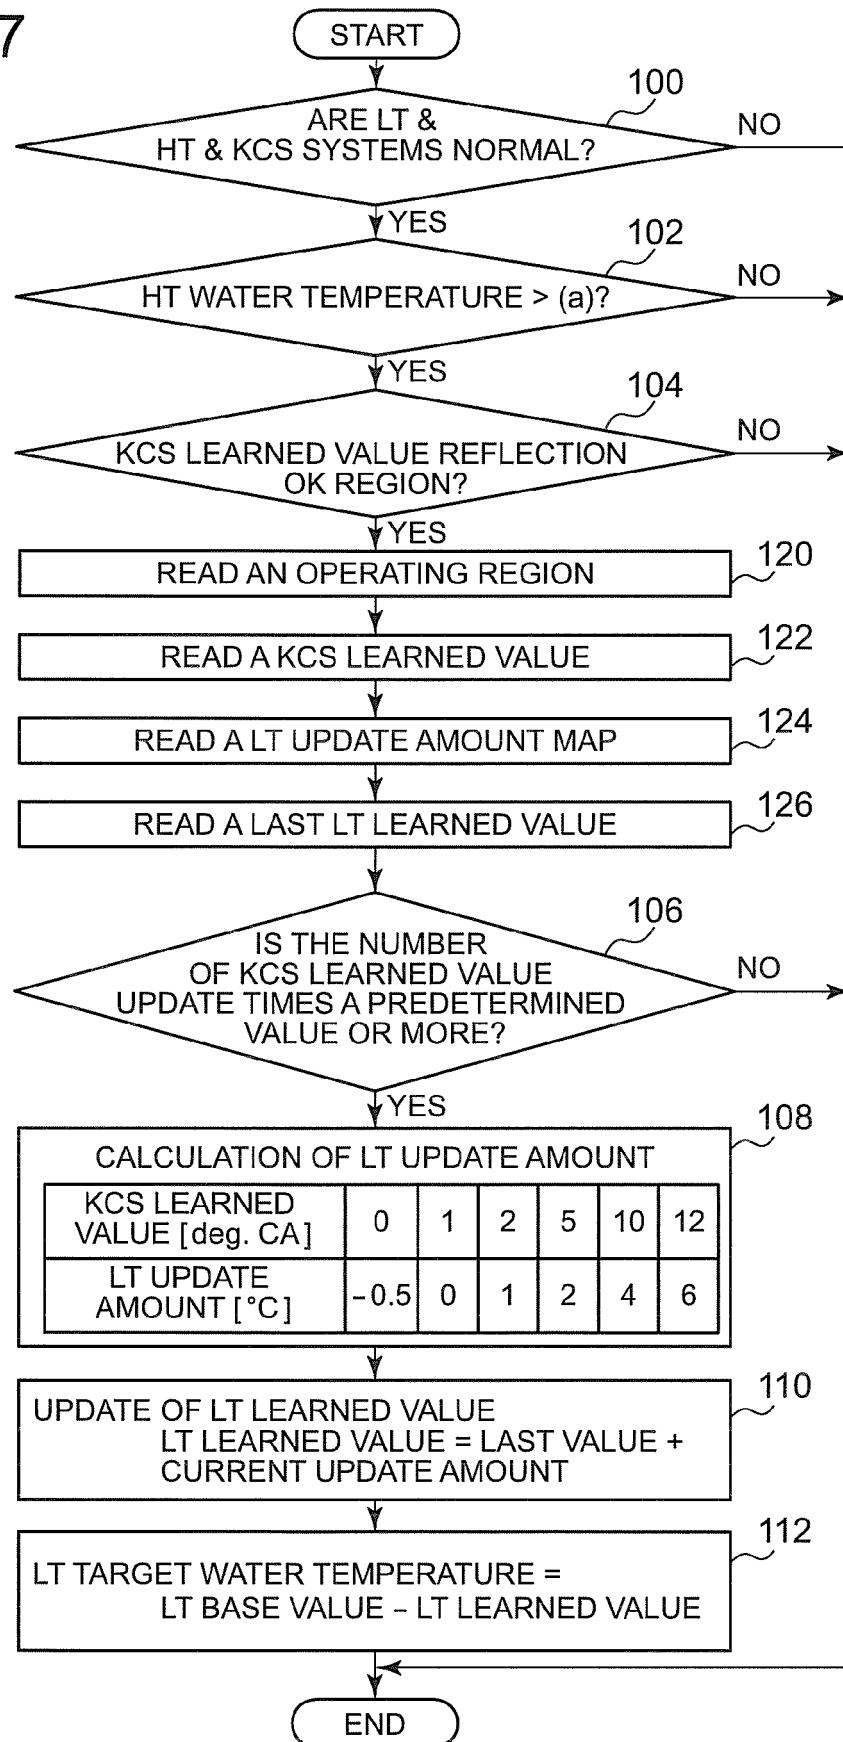 7
START
100
ARE LT &
HT & KCS SYSTEMS NORMAL?
NO
YES
102
HT WATER TEMPERATURE > (a)?
NO
YES
104
KCS LEARNED VALUE REFLECTION
OK REGION?
NO
YES
READ AN OPERATING REGION
120
READ A KCS LEARNED VALUE
122
READ A LT UPDATE AMOUNT MAP
124
READ A LAST LT LEARNED VALUE
126
106
IS THE NUMBER
OF KCS LEARNED VALUE
UPDATE TIMES A PREDETERMINED
VALUE OR MORE?
NO
YES
108
CALCULATION OF LT UPDATE AMOUNT
KCS LEARNED
VALUE [deg. CA]
0 1 2 5 10 12
LT UPDATE
AMOUNT [°C]
−0.5 0 1 2 4 6
110
UPDATE OF LT LEARNED VALUE
LT LEARNED VALUE = LAST VALUE +
CURRENT UPDATE AMOUNT
112
LT TARGET WATER TEMPERATURE =
LT BASE VALUE − LT LEARNED VALUE
END